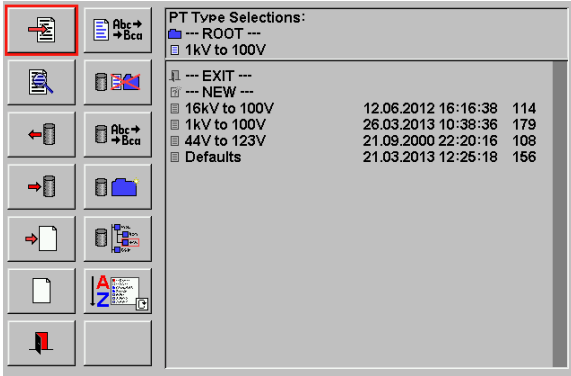 Abc
Bca
PT Type Selections:
--- ROOT ---
1kV to 100V
Abc
Bca
--- EXIT ---
--- NEW ---
16kV to 100V 12.06.2012 16:16:38 114
1kV to 100V 26.03.2013 10:38:36 179
44V to 123V 21.09.2000 22:20:16 108
Defaults 21.03.2013 12:25:18 156
A
Z